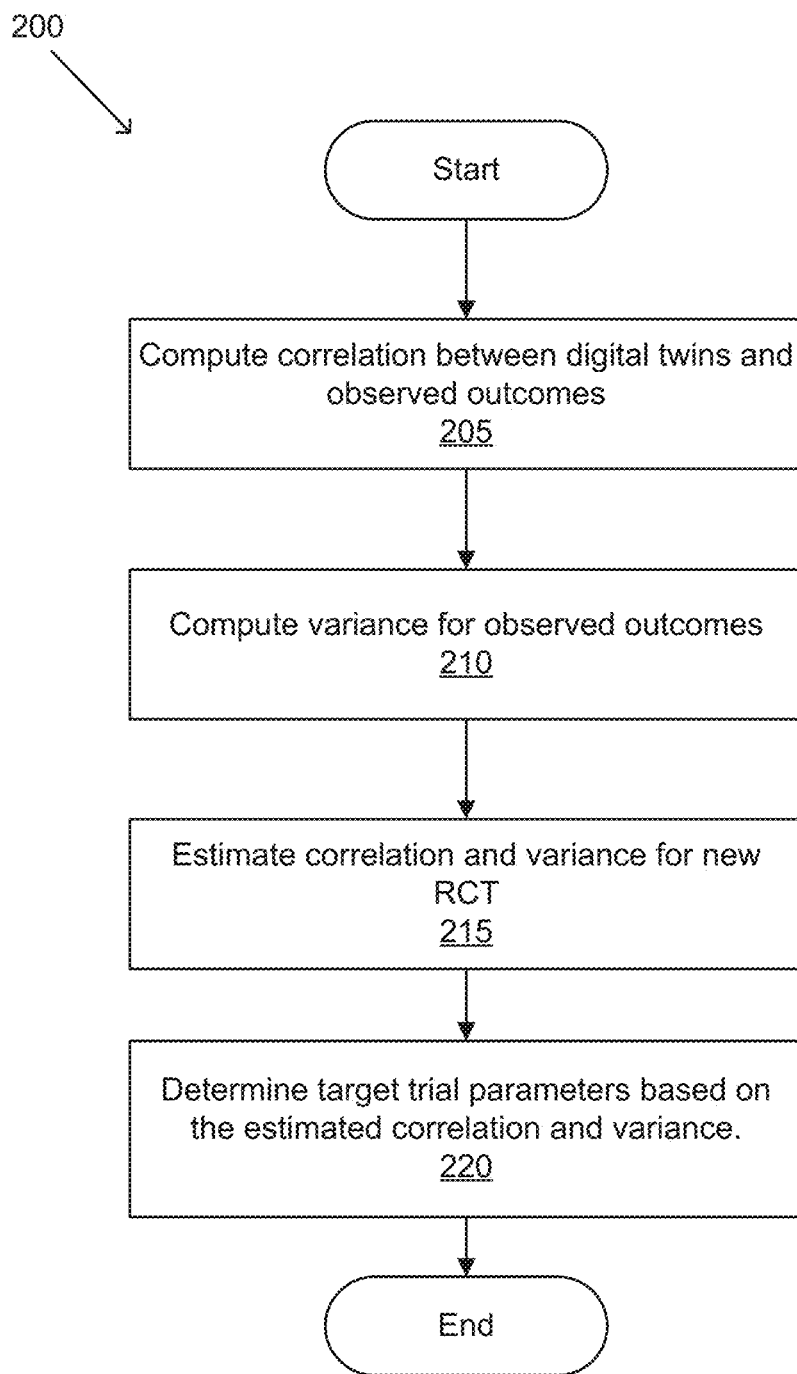 200
Start
Compute correlation between digital twins and
observed outcomes
205
Compute variance for observed outcomes
210
Estimate correlation and variance for new
RCT
215
Determine target trial parameters based on
the estimated correlation and variance.
220
End